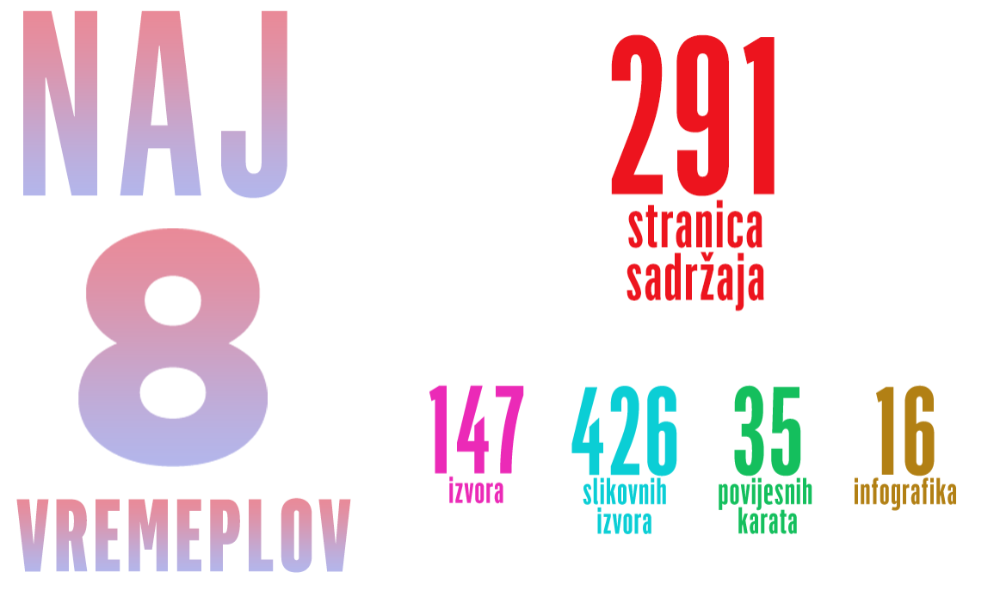 NAJ
8
VREMEPLOV
291
stranica
sadržaja
147
izvora
426
slikovnih
izvora
35
povijesnih
karata
16
infografika